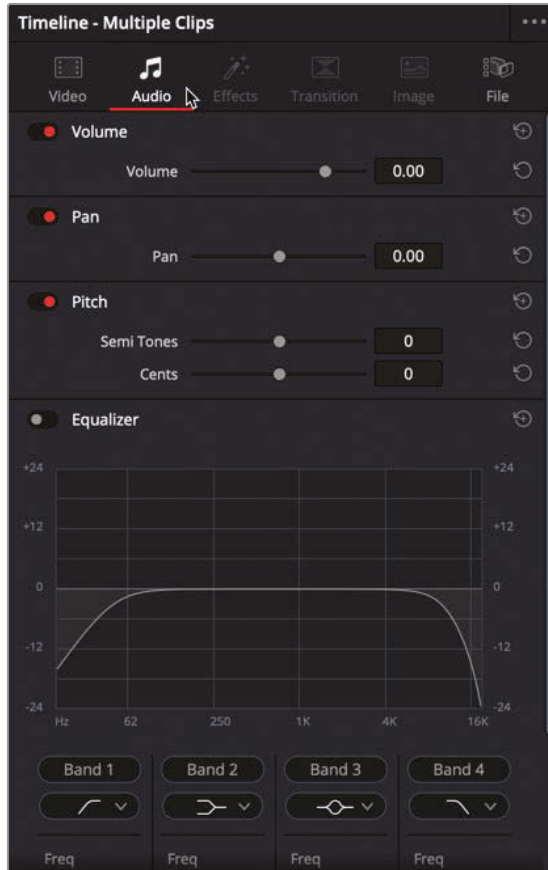 Timeline - Multiple Clips
Video Audio Effects Transition Image File
Volume
Volume 0.00
Pan
Pan 0.00
Pitch
Semi Tones 0
Cents 0
Equalizer
+24 +24
+12 +12
0 0
-12 -12
-24 -24
Hz 62 250 1K 4K 16K
Band 1 Band 2 Band 3 Band 4
Freq Freq Freq Freq